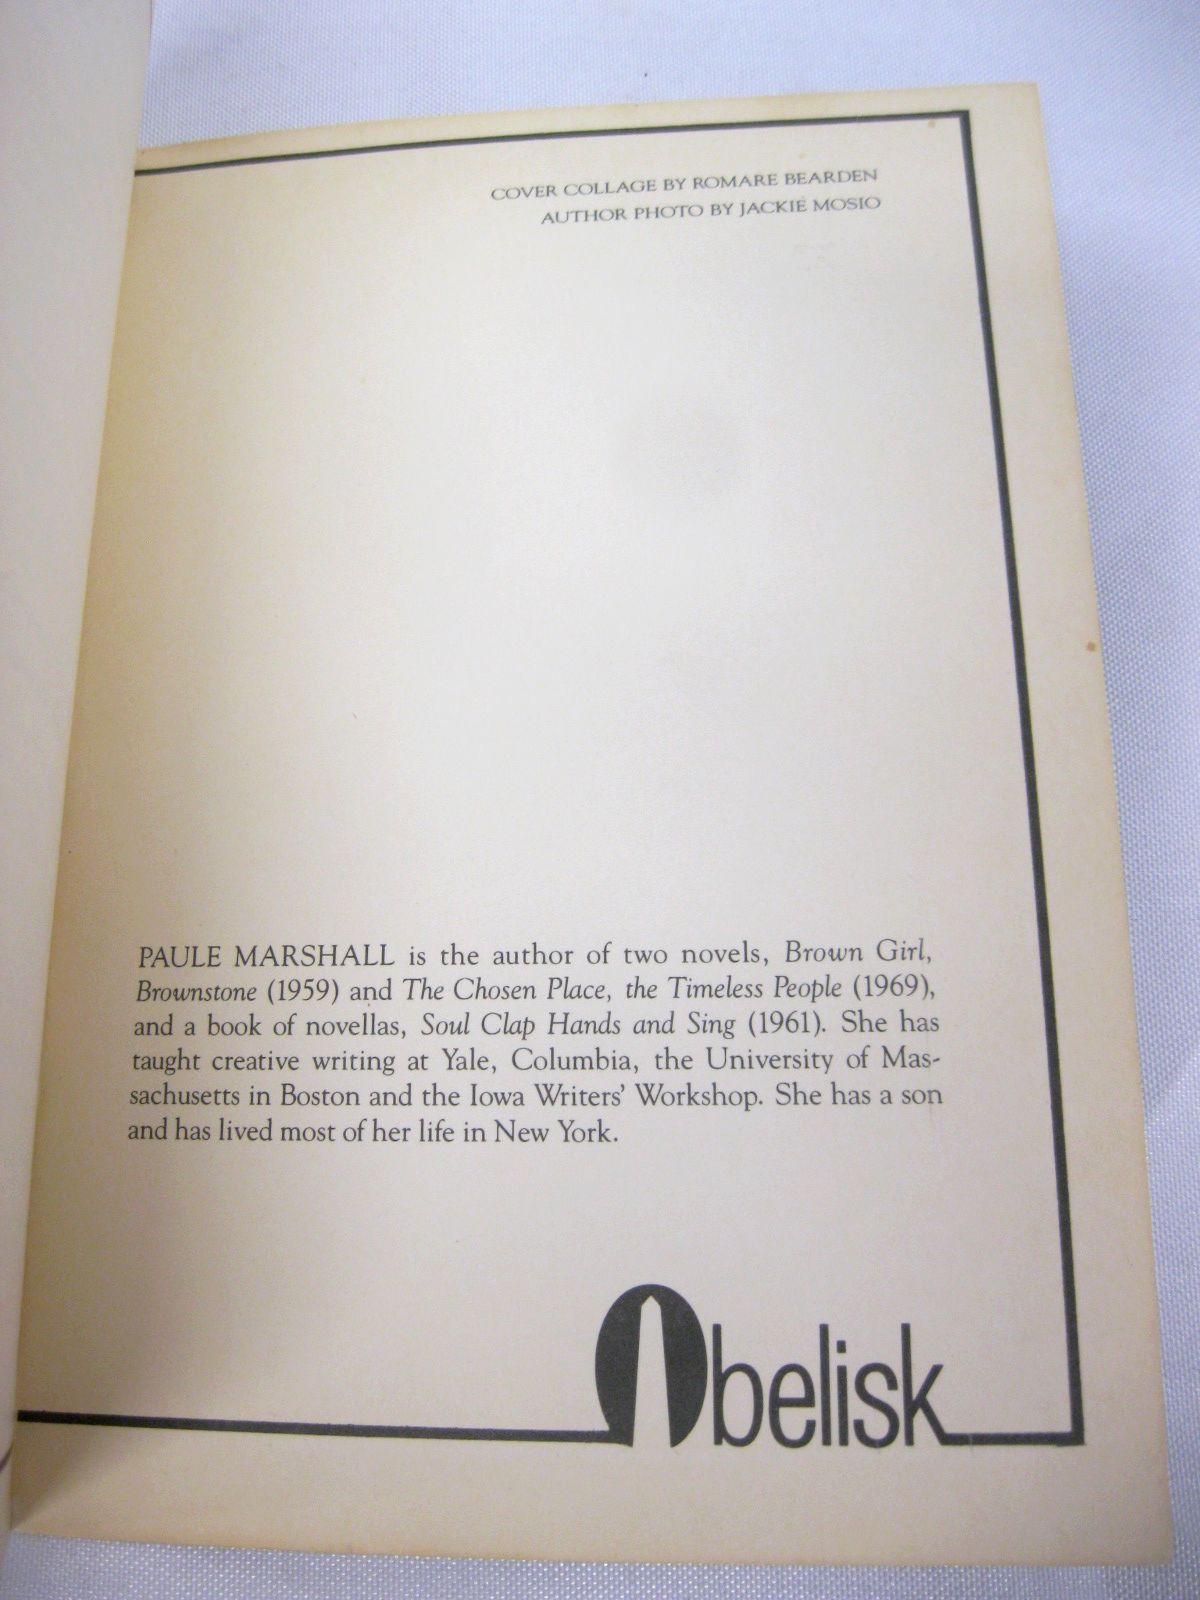 COVER COLLAGE BY ROMARE BEARDEN
AUTHOR PHOTO BY JACKIE MOSIO
PAULE MARSHALL is the author of two novels, Brown Girl,
Brownstone (1959) and The Chosen Place, the Timeless People (1969),
and a book of novellas, Soul Clap Hands and Sing (1961). She has
taught creative writing at Yale, Columbia, the University of Mas-
sachusetts in Boston and the Iowa Writers' Workshop. She has a son
and has lived most of her life in New York.
Obelisk